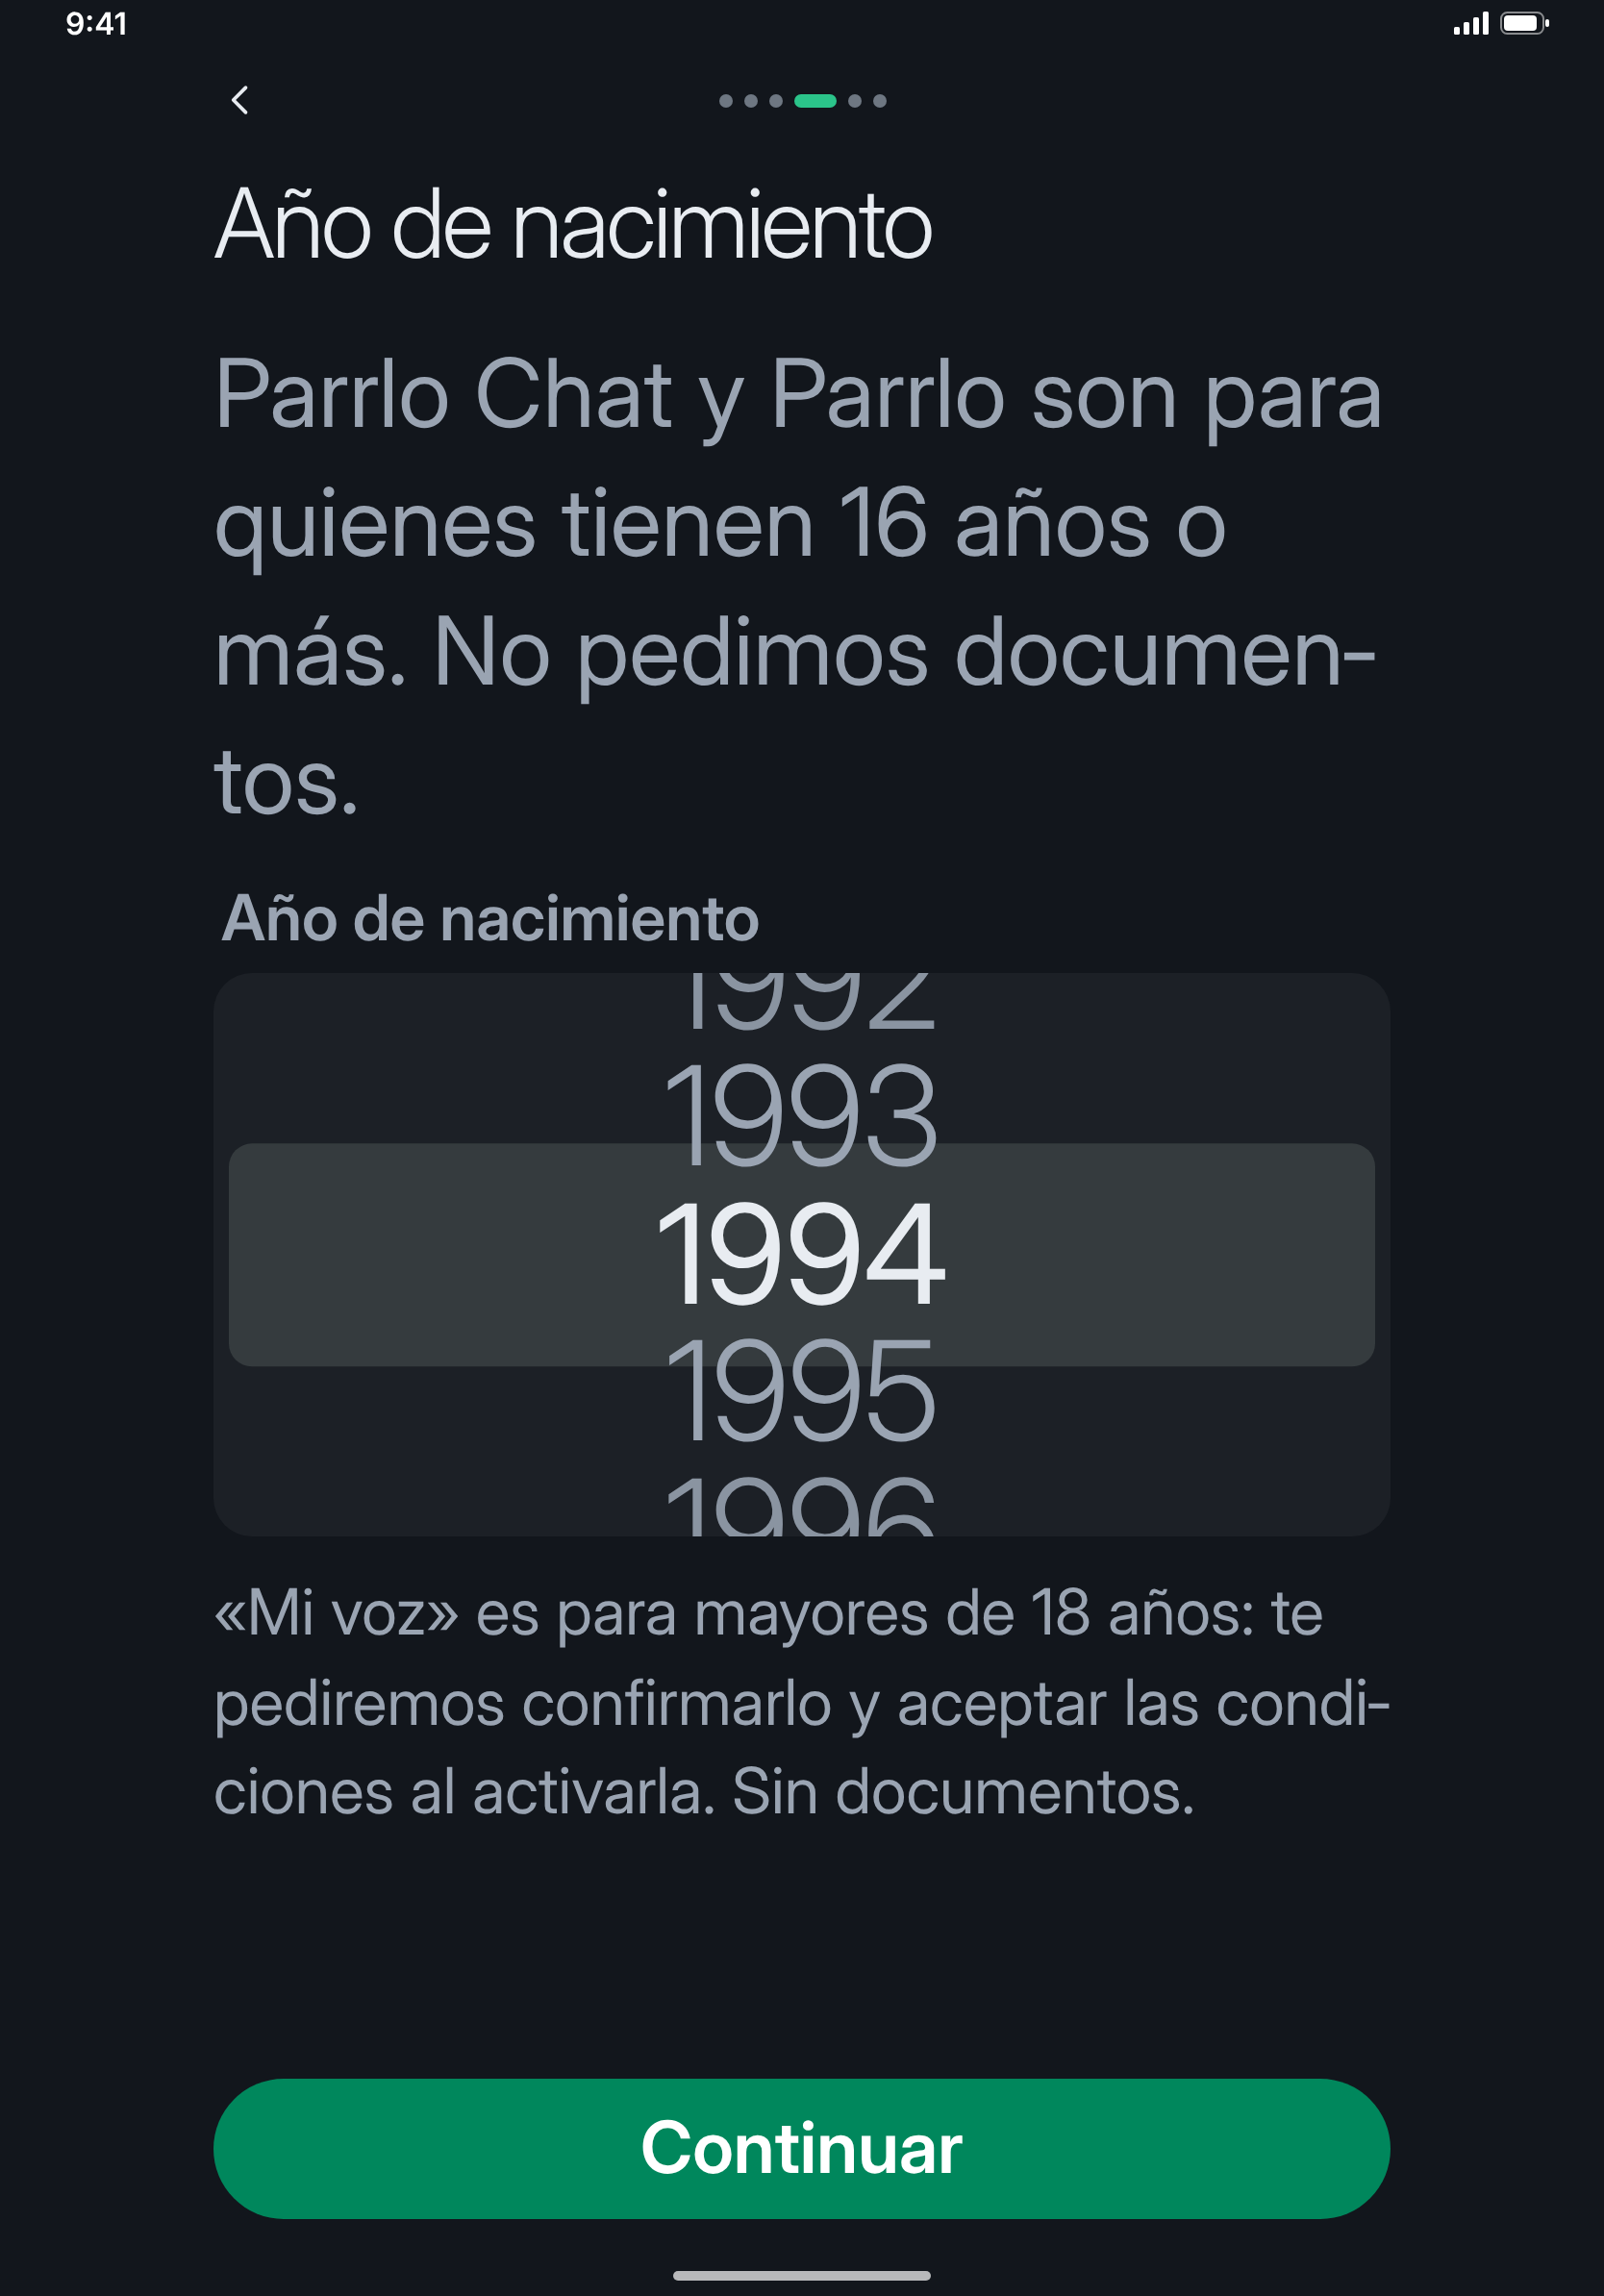 9:41
Año de nacimiento
Parrlo Chat y Parrlo son para
quienes tienen 16 años o
más. No pedimos documen-
tos.
Año de nacimiento
1992
1993
1994
1995
1996
«Mi voz» es para mayores de 18 años: te
pediremos confirmarlo y aceptar las condi-
ciones al activarla. Sin documentos.
Continuar